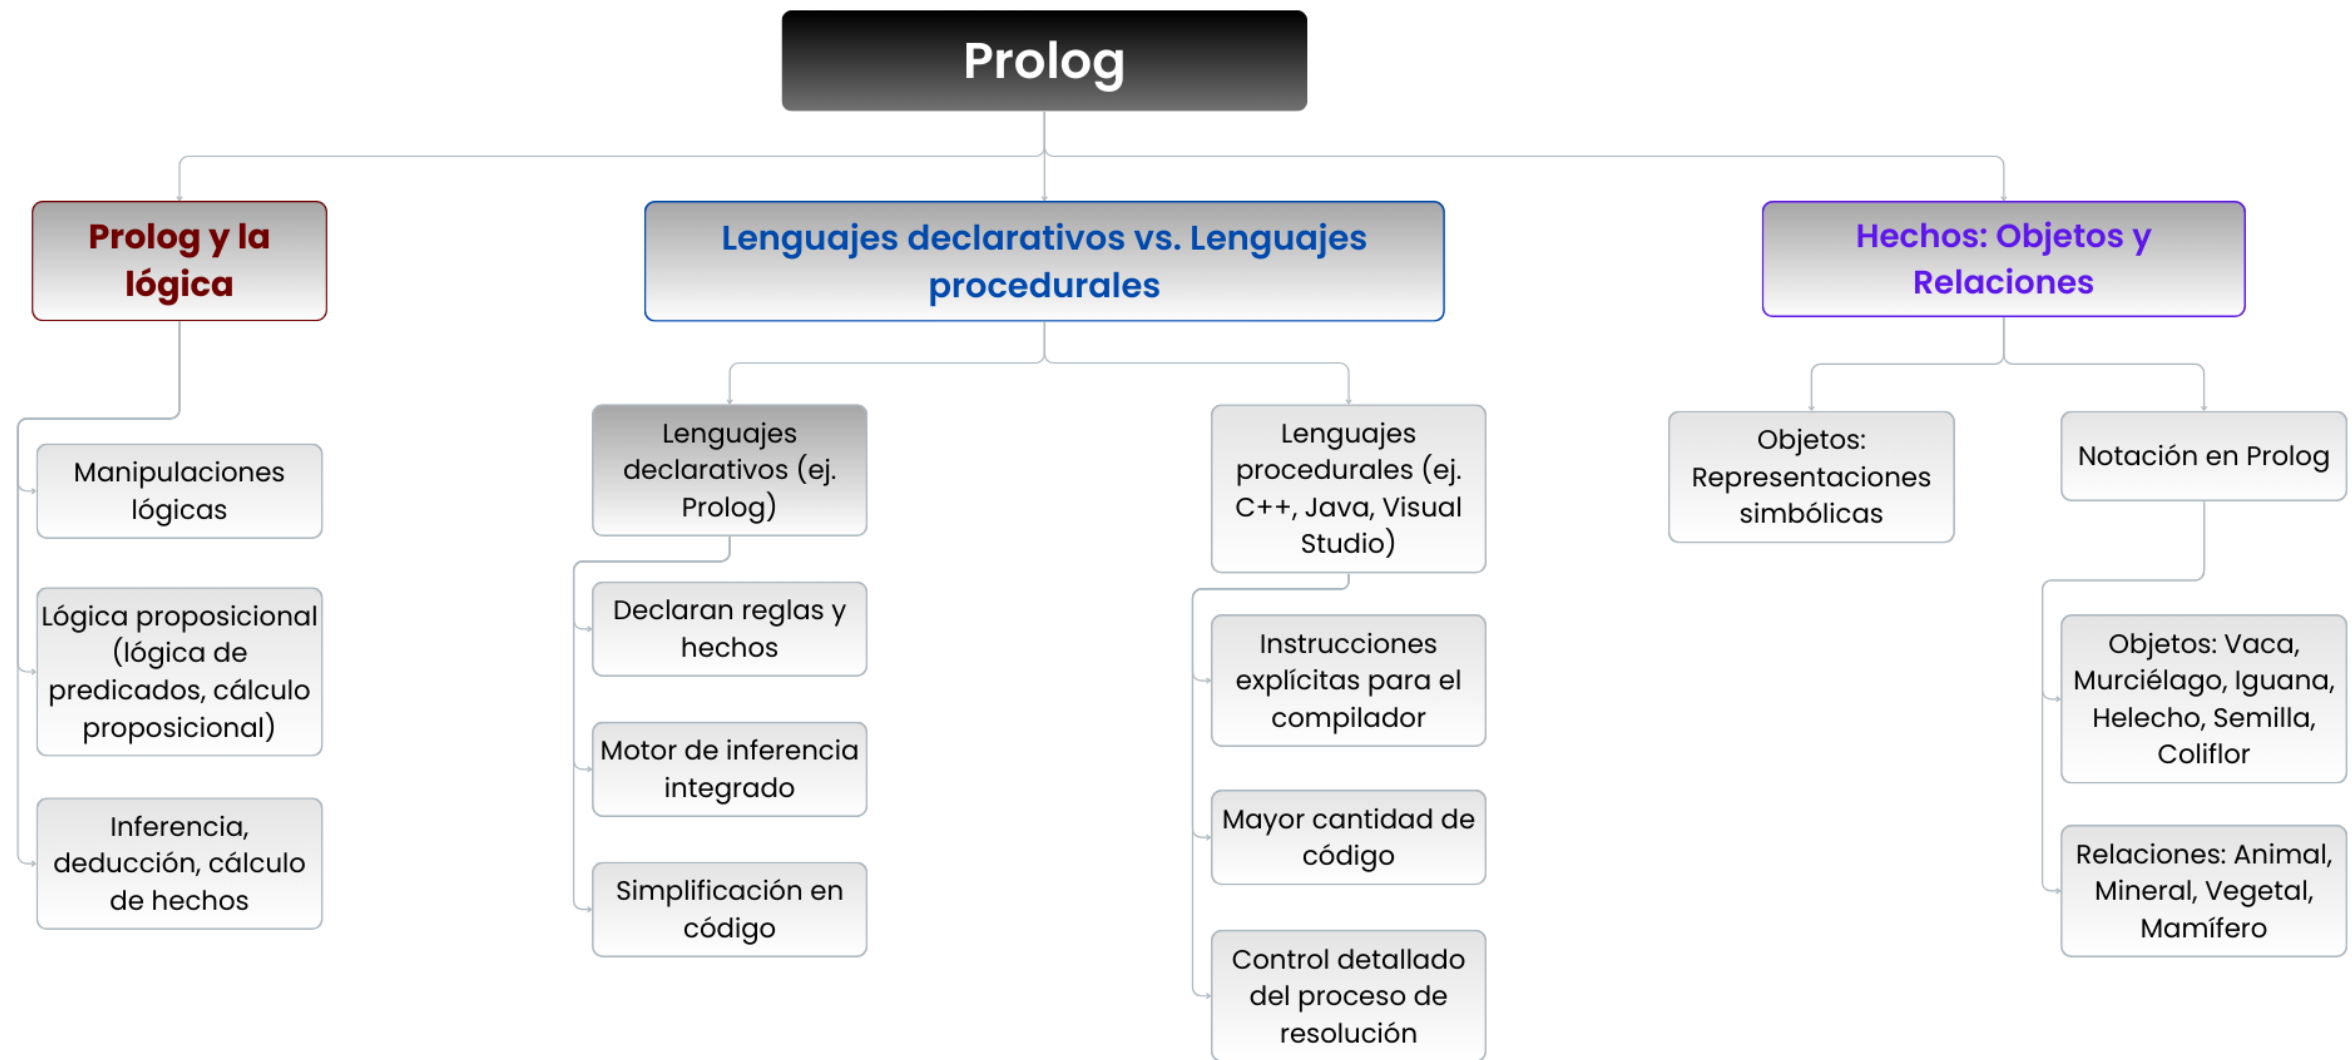 Prolog
Prolog y la
lógica
Manipulaciones
lógicas
Lógica proposicional
(lógica de
predicados, cálculo
proposicional)
Inferencia,
deducción, cálculo
de hechos
Lenguajes declarativos vs. Lenguajes
procedurales
Lenguajes
declarativos (ej.
Prolog)
Declaran reglas y
hechos
Motor de inferencia
integrado
Simplificación en
código
Lenguajes
procedurales (ej.
C++, Java, Visual
Studio)
Instrucciones
explícitas para el
compilador
Mayor cantidad de
código
Control detallado
del proceso de
resolución
Hechos: Objetos y
Relaciones
Objetos:
Representaciones
simbólicas
Notación en Prolog
Objetos: Vaca,
Murciélago, Iguana,
Helecho, Semilla,
Coliflor
Relaciones: Animal,
Mineral, Vegetal,
Mamífero